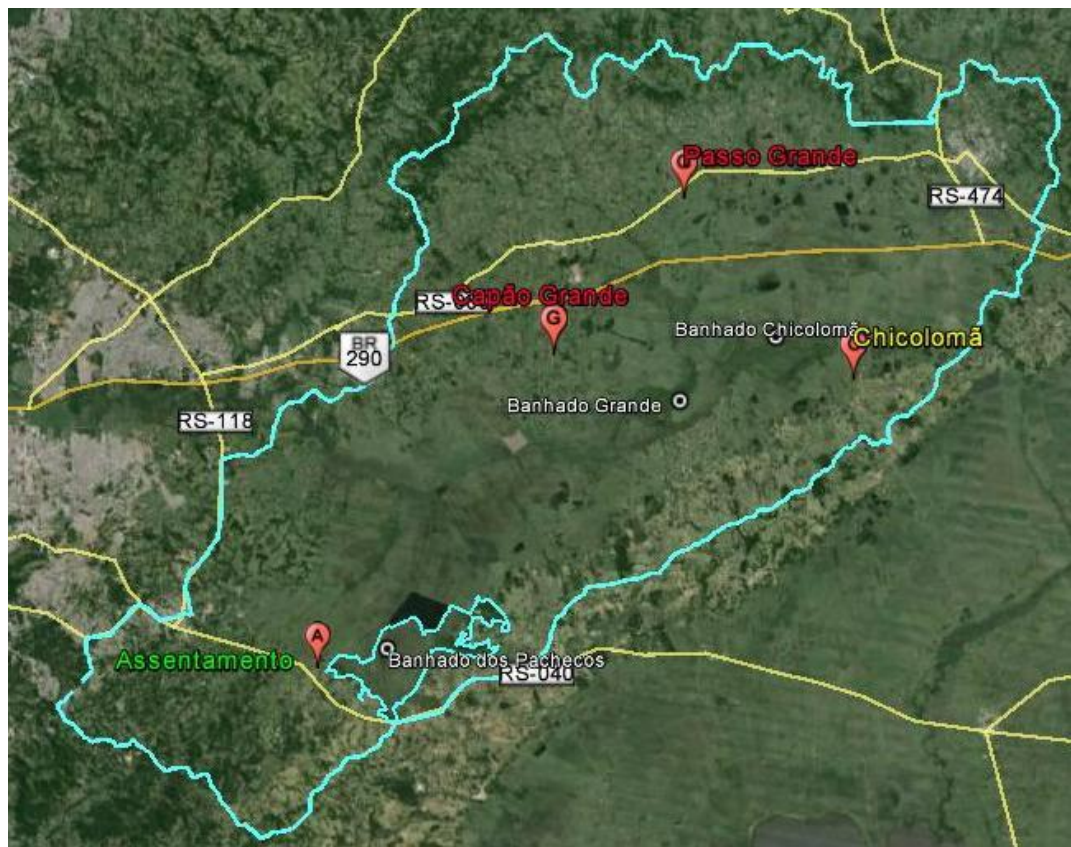 Passo Grande
RS-474
Capão Grande
G
Banhado Chicolomã
Chicolomã
BR
290
Banhado Grande
RS-118
A
Assentamento
Banhado dos Pachecos
RS-040